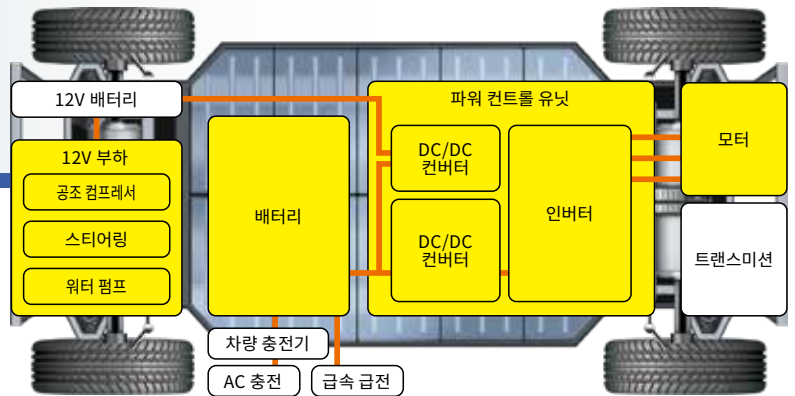 12V 배터리
12V 부하
공조 컴프레서
스티어링
워터 펌프
배터리
차량 충전기
AC 충전
급속 급전
파워 컨트롤 유닛
DC/DC
컨버터
DC/DC
컨버터
인버터
모터
트랜스미션